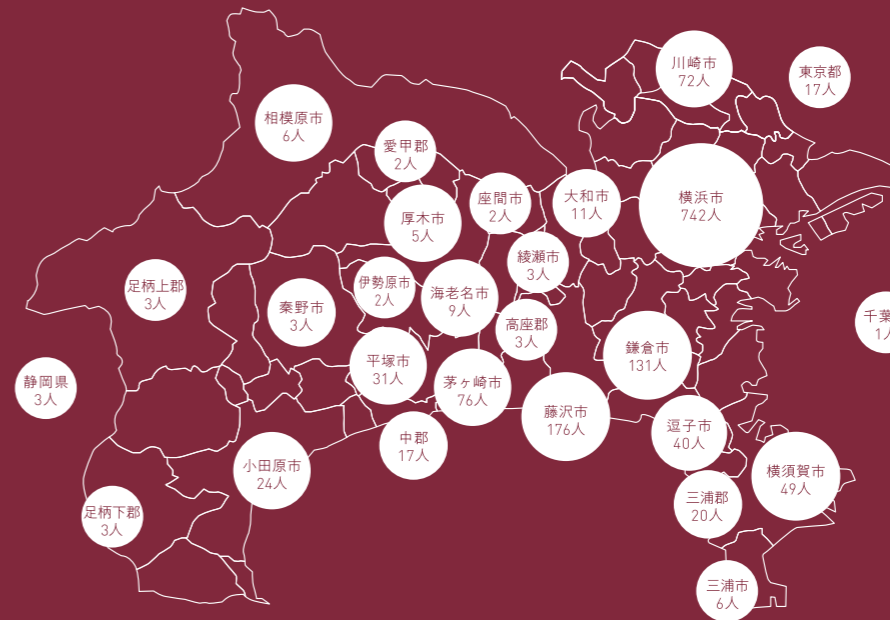 川崎市
72人
東京都
17人
相模原市
6人
愛甲郡
2人
座間市
2人
大和市
11人
横浜市
742人
厚木市
5人
綾瀬市
3人
足柄上郡
3人
伊勢原市
2人
海老名市
9人
秦野市
3人
高座郡
3人
千葉
1人
鎌倉市
131人
平塚市
31人
静岡県
3人
茅ヶ崎市
76人
藤沢市
176人
逗子市
40人
中郡
17人
小田原市
24人
横須賀市
49人
三浦郡
20人
足柄下郡
3人
三浦市
6人